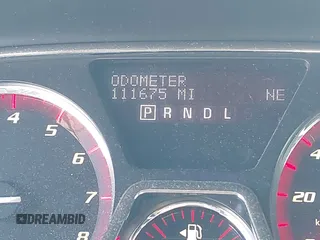 ODOMETER
111675 MI NE
P R N D L
4
5
6
7
8
20
DREAMBID